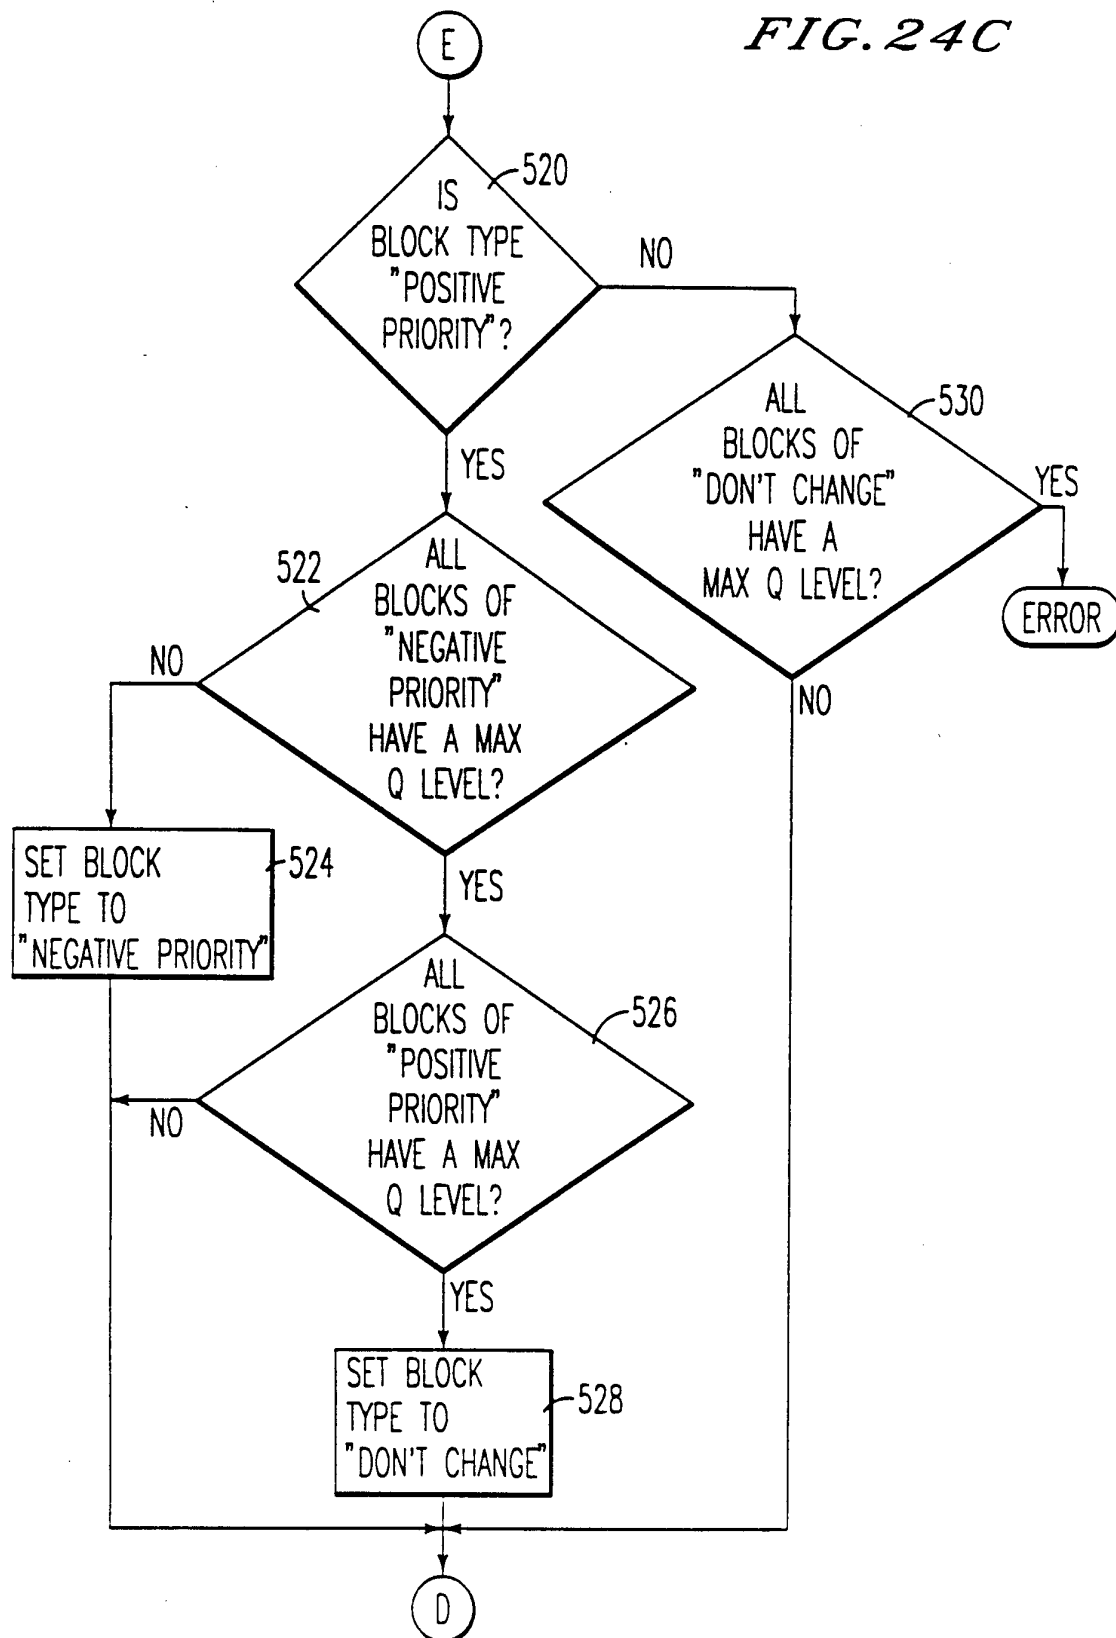 FIG. 24C
E
520
IS
BLOCK TYPE
"POSITIVE
PRIORITY"?
NO
YES
530
ALL
BLOCKS OF
"DON'T CHANGE"
HAVE A
MAX Q LEVEL?
YES
ERROR
NO
522
ALL
BLOCKS OF
"NEGATIVE
PRIORITY"
HAVE A MAX
Q LEVEL?
NO
YES
524
SET BLOCK
TYPE TO
"NEGATIVE PRIORITY"
526
ALL
BLOCKS OF
"POSITIVE
PRIORITY"
HAVE A MAX
Q LEVEL?
NO
YES
528
SET BLOCK
TYPE TO
"DON'T CHANGE"
D